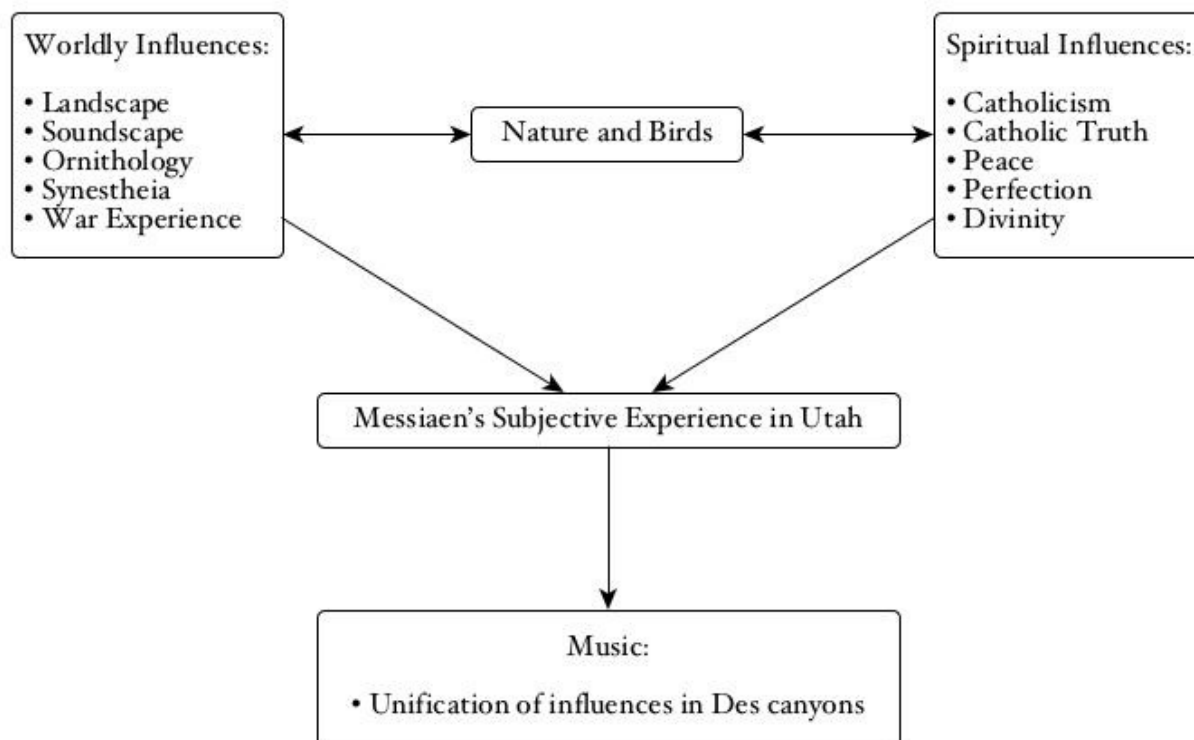 Worldly Influences:
• Landscape
• Soundscape
• Ornithology
• Synestheia
• War Experience
Nature and Birds
Spiritual Influences:
• Catholicism
• Catholic Truth
• Peace
• Perfection
• Divinity
Messiaen's Subjective Experience in Utah
Music:
• Unification of influences in Des canyons